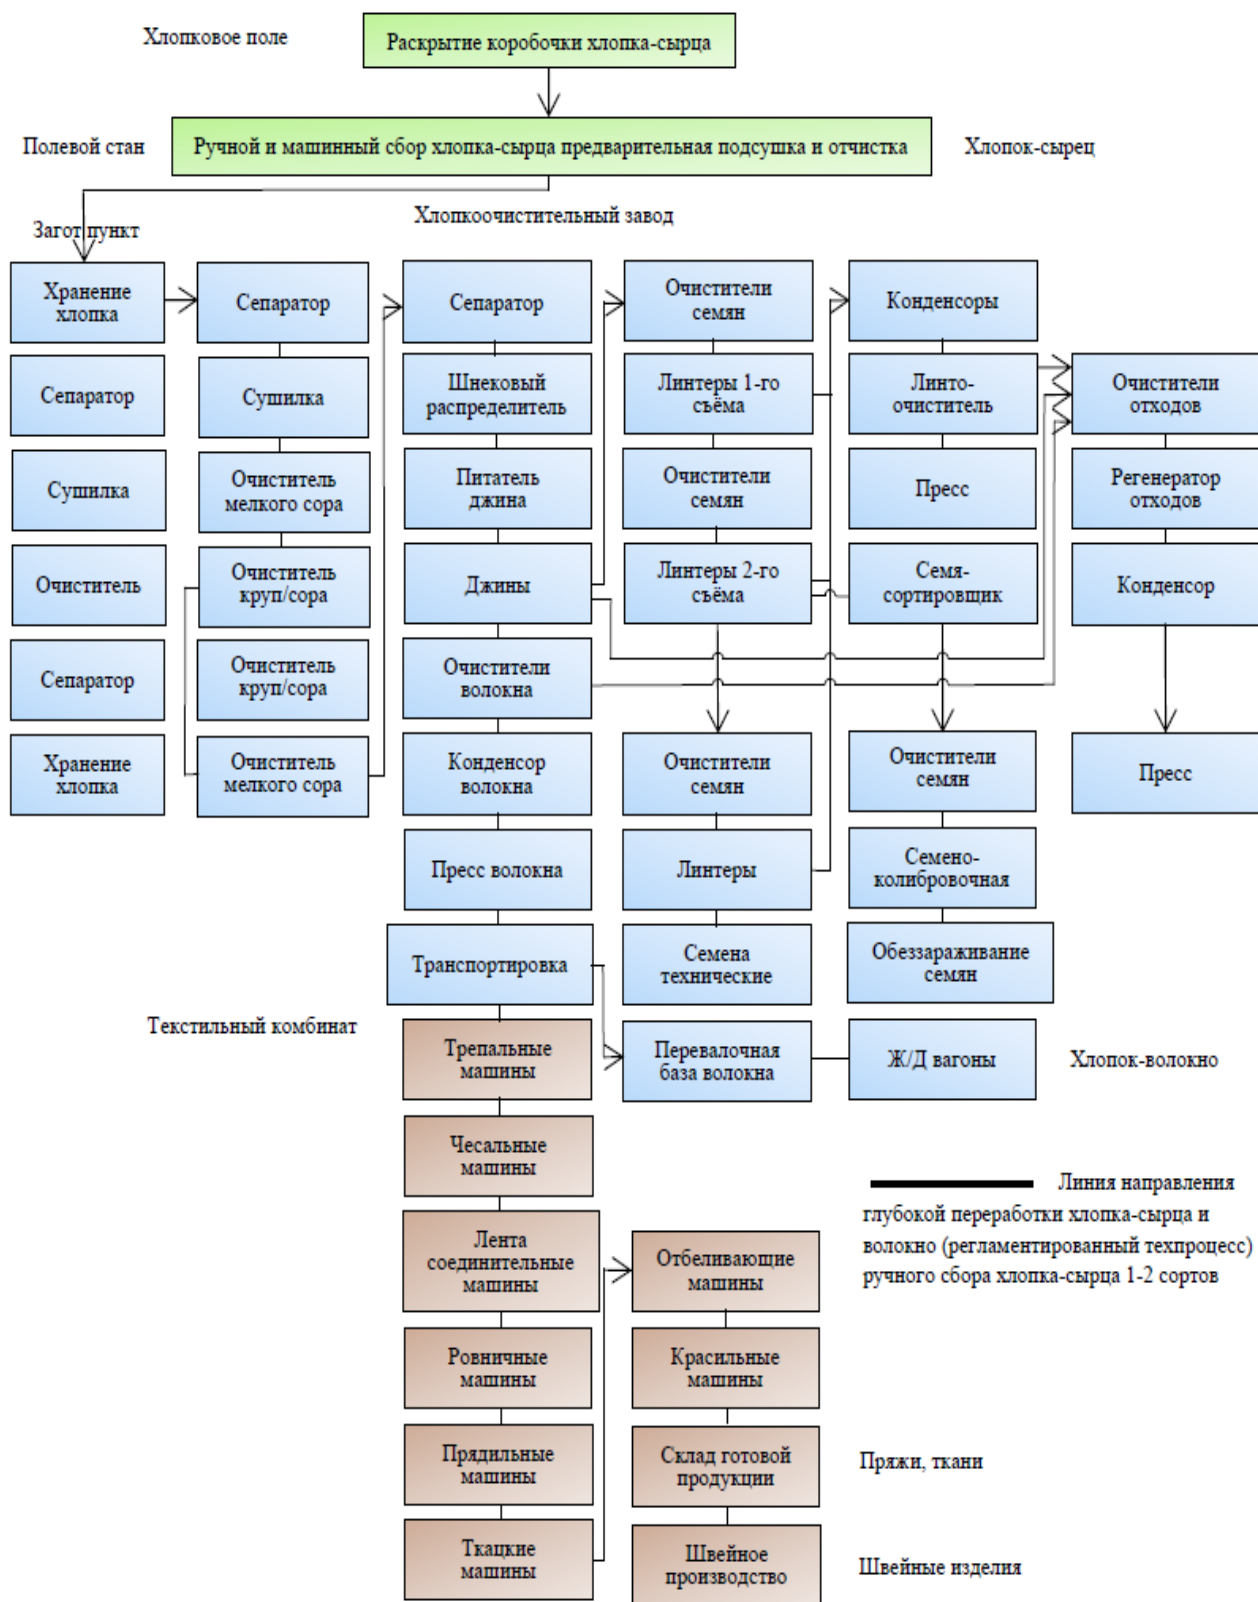 Хлопковое поле
Раскрытие коробочки хлопка-сырца
Полевой стан
Ручной и машинный сбор хлопка-сырца предварительная подсушка и отчистка
Хлопок-сырец
Хлопкоочистительный завод
Загот пункт
Хранение
хлопка
Сепаратор
Сушилка
Очиститель
Сепаратор
Хранение
хлопка
Сепаратор
Сушилка
Очиститель
мелкого сора
Очиститель
круп/сора
Очиститель
круп/сора
Очиститель
мелкого сора
Сепаратор
Шнековый
распределитель
Питатель
джина
Джины
Очистители
волокна
Конденсор
волокна
Пресс волокна
Транспортировка
Очистители
семян
Линтеры 1-го
съёма
Очистители
семян
Линтеры 2-го
съёма
Очистители
семян
Линтеры
Семена
технические
Перевалочная
база волокна
Конденсоры
Линто-
очиститель
Пресс
Семя-
сортировщик
Очистители
семян
Семено-
колибровочная
Обеззараживание
семян
Ж/Д вагоны
Очистители
отходов
Регенератор
отходов
Конденсор
Пресс
Хлопок-волокно
Текстильный комбинат
Трепальные
машины
Чесальные
машины
Лента
соединительные
машины
Ровничные
машины
Прядильные
машины
Ткацкие
машины
Отбеливающие
машины
Красильные
машины
Склад готовой
продукции
Швейное
производство
Линия направления
глубокой переработки хлопка-сырца и
волокно (регламентированный техпроцесс)
ручного сбора хлопка-сырца 1-2 сортов
Пряжи, ткани
Швейные изделия